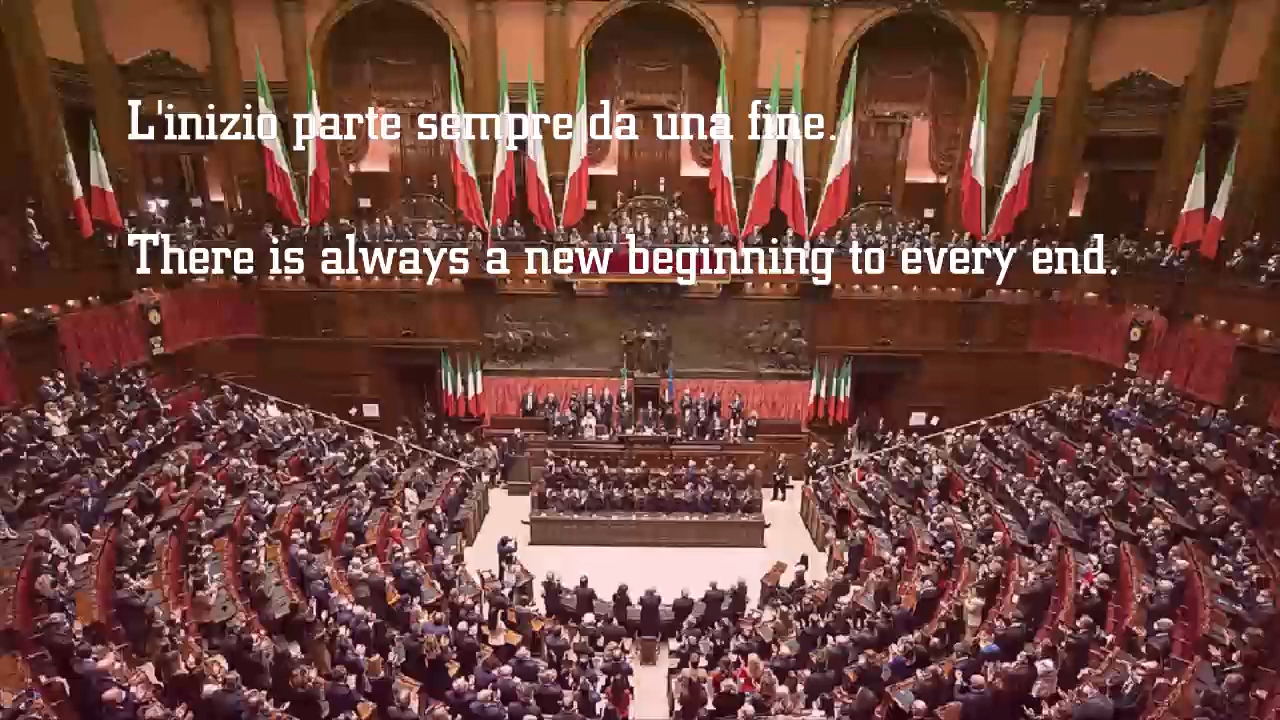 L'inizio parte sempre da una fine.
There is always a new beginning to every end.